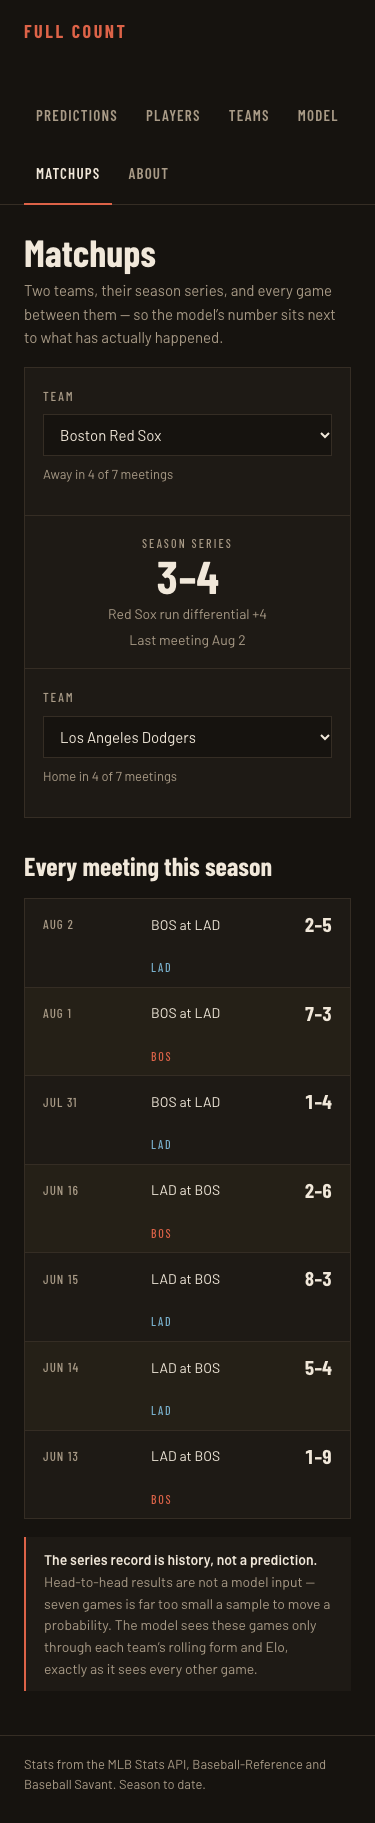 FULL COUNT
PREDICTIONS PLAYERS TEAMS MODEL
MATCHUPS ABOUT
Matchups
Two teams, their season series, and every game
between them — so the model's number sits next
to what has actually happened.
TEAM
Boston Red Sox
Away in 4 of 7 meetings
SEASON SERIES
3–4
Red Sox run differential +4
Last meeting Aug 2
TEAM
Los Angeles Dodgers
Home in 4 of 7 meetings
Every meeting this season
AUG 2 BOS at LAD 2–5
LAD
AUG 1 BOS at LAD 7–3
BOS
JUL 31 BOS at LAD 1–4
LAD
JUN 16 LAD at BOS 2–6
BOS
JUN 15 LAD at BOS 8–3
LAD
JUN 14 LAD at BOS 5–4
LAD
JUN 13 LAD at BOS 1–9
BOS
The series record is history, not a prediction.
Head-to-head results are not a model input —
seven games is far too small a sample to move a
probability. The model sees these games only
through each team's rolling form and Elo,
exactly as it sees every other game.
Stats from the MLB Stats API, Baseball-Reference and
Baseball Savant. Season to date.